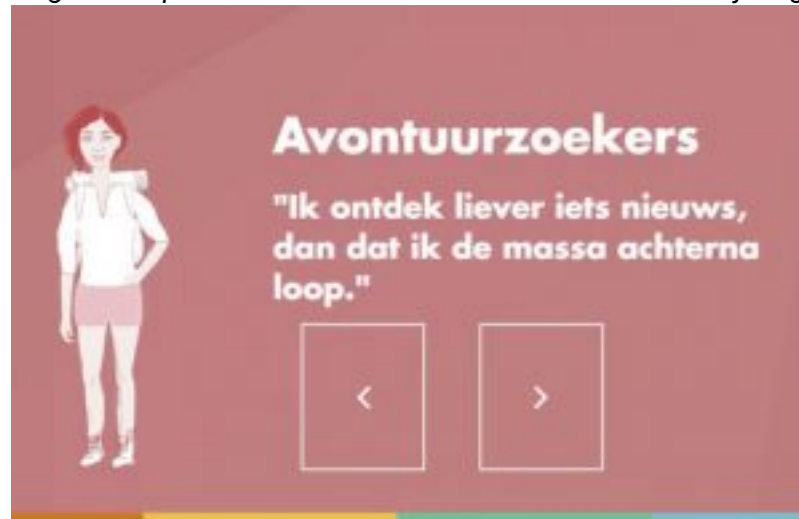 Avontuurzoekers
"Ik ontdek liever iets nieuws,
dan dat ik de massa achterna
loop."